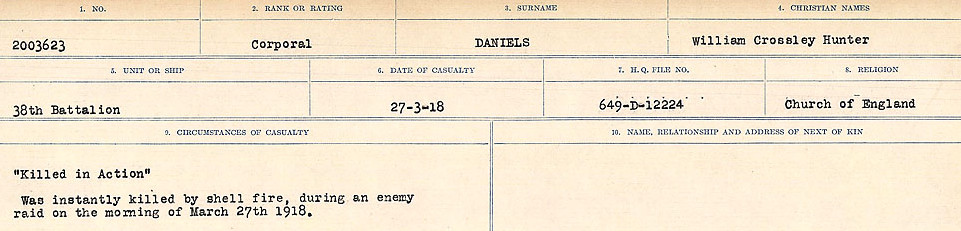 1. NO.
2. RANK OR RATING
3. SURNAME
4. CHRISTIAN NAMES
2003623
Corporal
DANIELS
William Crossley Hunter
5. UNIT OR SHIP
6. DATE OF CASUALTY
7. H.Q. FILE NO.
8. RELIGION
38th Battalion
27-3-18
649-D-12224
Church of England
9. CIRCUMSTANCES OF CASUALTY
10. NAME, RELATIONSHIP AND ADDRESS OF NEXT OF KIN
"Killed in Action"
Was instantly killed by shell fire, during an enemy
raid on the morning of March 27th 1918.